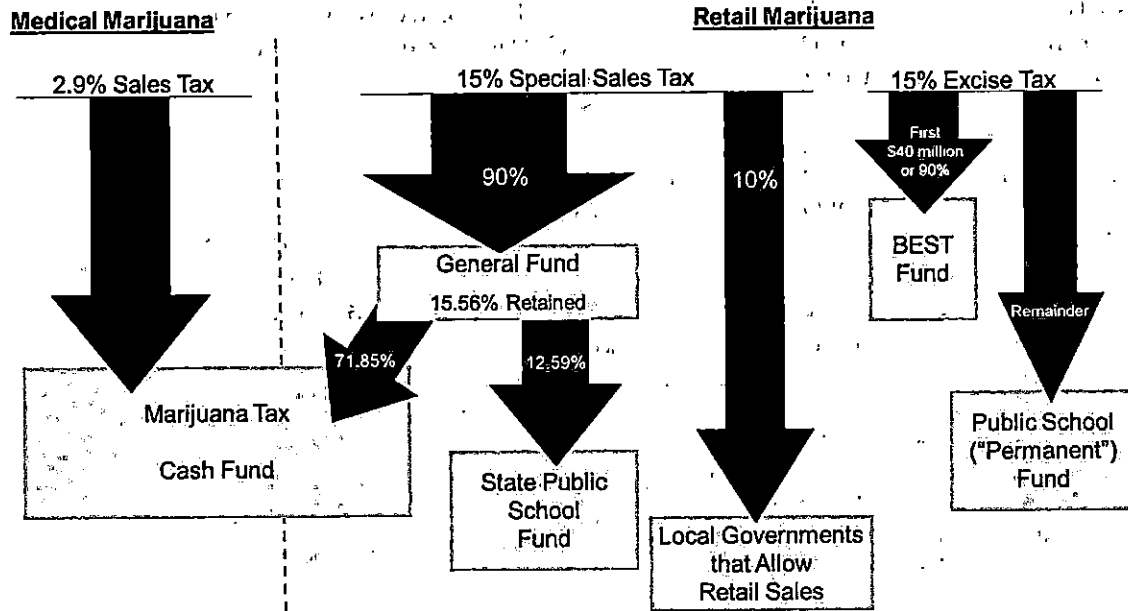 Medical Marijuana
Retail Marijuana
2.9% Sales Tax
15% Special Sales Tax
15% Excise Tax
90%
10%
First
$40 million
or 90%
General Fund
15.56% Retained
BEST
Fund
71.85%
12.59%
Remainder
Marijuana Tax
Cash Fund
State Public
School
Fund
Public School
("Permanent")
Fund
Local Governments
that Allow
Retail Sales